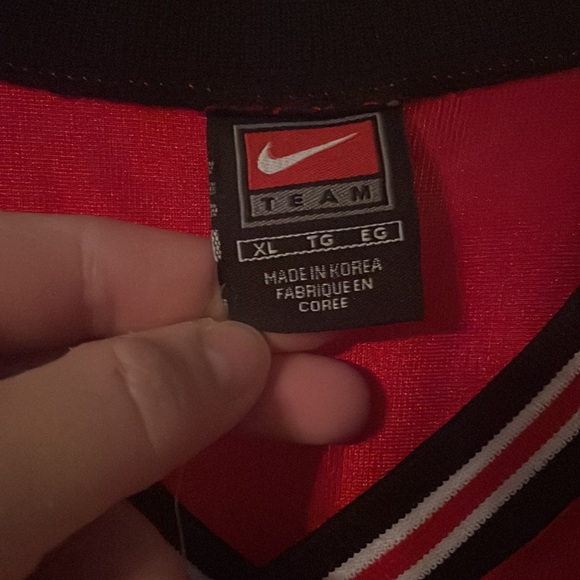 TEAM
XL TG EG
MADE IN KOREA
FABRIQUE EN
COREE